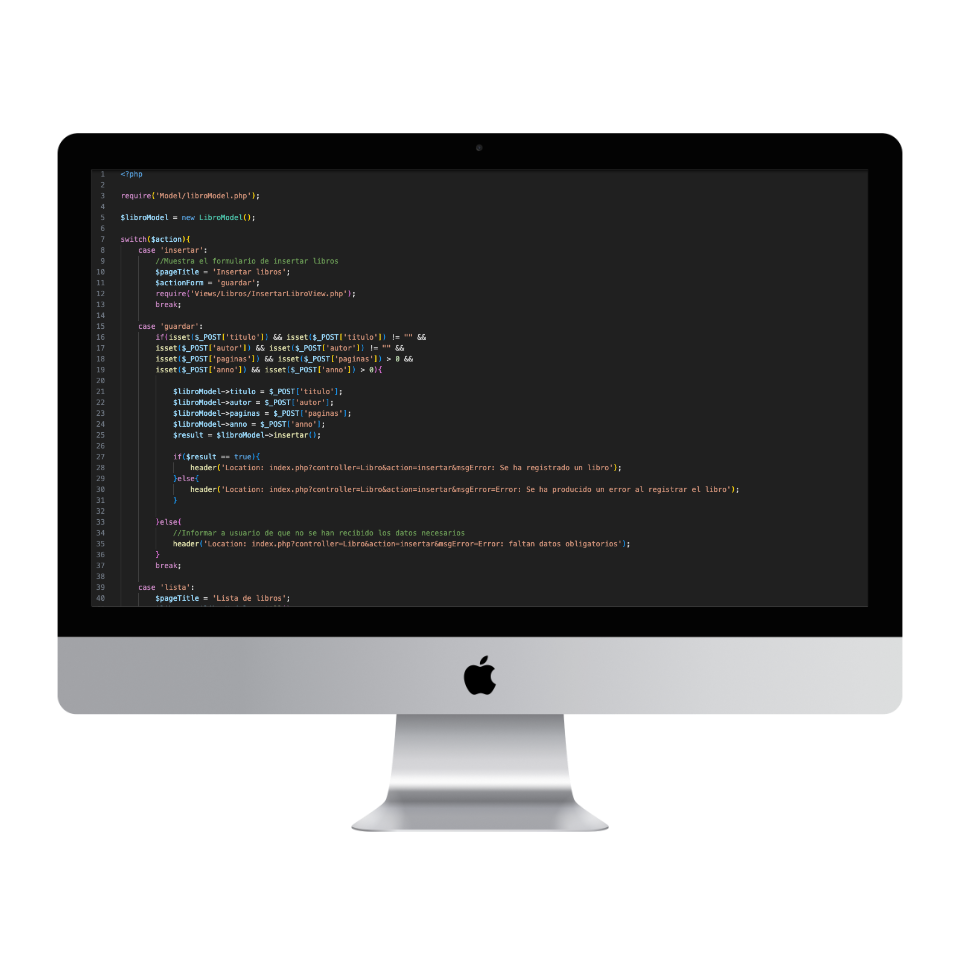 1 <?php
2
3 require('Model/libroModel.php');
4
5 $libroModel = new LibroModel();
6
7 switch($action){
8 case 'insertar':
9 //Muestra el formulario de insertar libros
10 $pageTitle = 'Insertar libros';
11 $actionForm = 'guardar';
12 require('Views/Libros/InsertarLibroView.php');
13 break;
14
15 case 'guardar':
16 if(isset($_POST['titulo']) && isset($_POST['titulo']) != "" &&
17 isset($_POST['autor']) && isset($_POST['autor']) != "" &&
18 isset($_POST['paginas']) && isset($_POST['paginas']) > 0 &&
19 isset($_POST['anno']) && isset($_POST['anno']) > 0){
20
21 $libroModel->titulo = $_POST['titulo'];
22 $libroModel->autor = $_POST['autor'];
23 $libroModel->paginas = $_POST['paginas'];
24 $libroModel->anno = $_POST['anno'];
25 $result = $libroModel->insertar();
26
27 if($result == true){
28 header('Location: index.php?controller=Libro&action=insertar&msgError: Se ha registrado un libro');
29 }else{
30 header('Location: index.php?controller=Libro&action=insertar&msgError=Error: Se ha producido un error al registrar el libro');
31 }
32
33 }else{
34 //Informar a usuario de que no se han recibido los datos necesarios
35 header('Location: index.php?controller=Libro&action=insertar&msgError=Error: faltan datos obligatorios');
36 }
37 break;
38
39 case 'lista':
40 $pageTitle = 'Lista de libros';